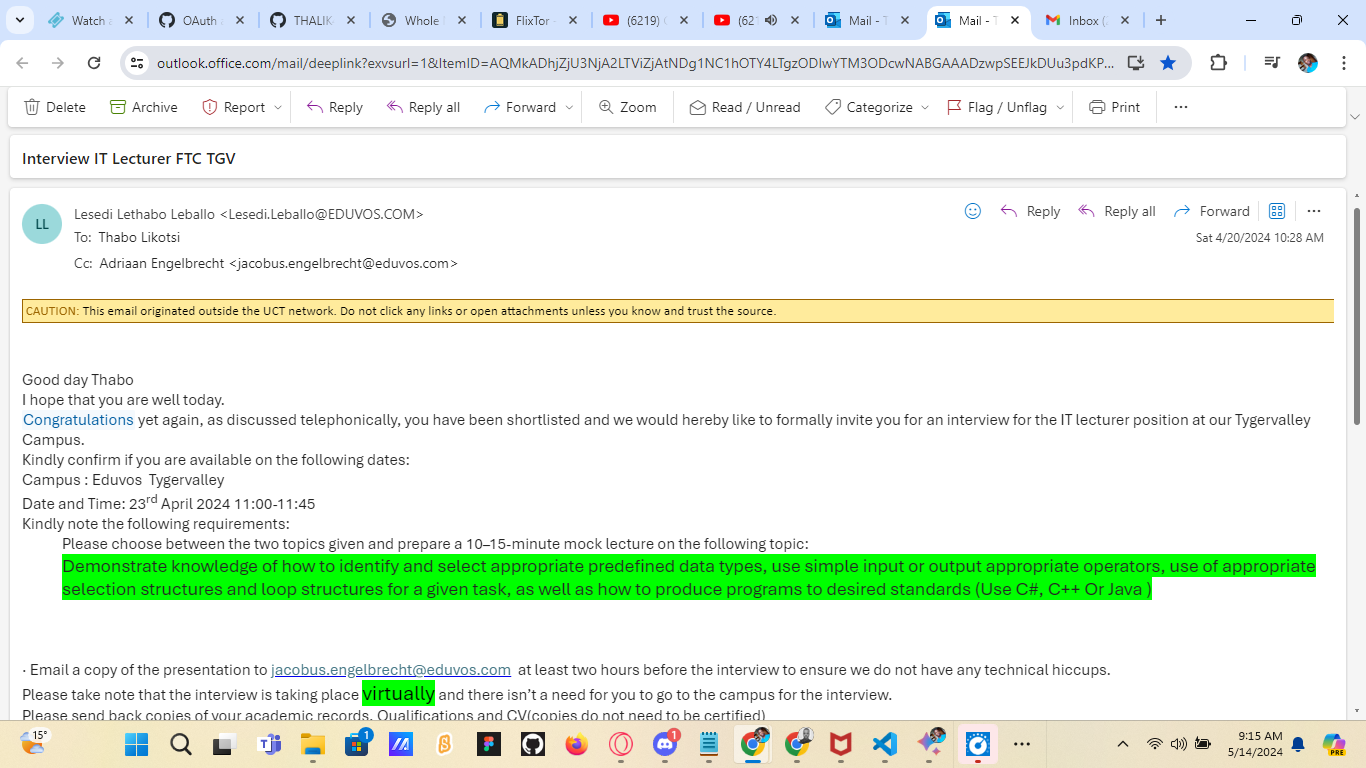 Watch a
OAuth a
THALIK
Whole
FlixTor -
(6219) C
(621
Mail - T
Mail - T
Inbox (2
outlook.office.com/mail/deeplink?exvsurl=1&ItemID=AQMkADhjZjU3NjA2LTViZjAtNDg1NC1hOTY4LTgzODIwYTM3ODcwNABGAAADzwpSEEJkDUu3pdKP...
Delete Archive Report Reply Reply all Forward Zoom Read / Unread Categorize Flag / Unflag Print
Interview IT Lecturer FTC TGV
LL
Lesedi Lethabo Leballo <Lesedi.Leballo@EDUVOS.COM>
Reply Reply all Forward
To: Thabo Likotsi
Sat 4/20/2024 10:28 AM
Cc: Adriaan Engelbrecht <jacobus.engelbrecht@eduvos.com>
CAUTION: This email originated outside the UCT network. Do not click any links or open attachments unless you know and trust the source.
Good day Thabo
I hope that you are well today.
Congratulations yet again, as discussed telephonically, you have been shortlisted and we would hereby like to formally invite you for an interview for the IT lecturer position at our Tygervalley
Campus.
Kindly confirm if you are available on the following dates:
Campus : Eduvos Tygervalley
Date and Time: 23rd April 2024 11:00-11:45
Kindly note the following requirements:
Please choose between the two topics given and prepare a 10–15-minute mock lecture on the following topic:
Demonstrate knowledge of how to identify and select appropriate predefined data types, use simple input or output appropriate operators, use of appropriate
selection structures and loop structures for a given task, as well as how to produce programs to desired standards (Use C#, C++ Or Java )
· Email a copy of the presentation to jacobus.engelbrecht@eduvos.com at least two hours before the interview to ensure we do not have any technical hiccups.
Please take note that the interview is taking place virtually and there isn't a need for you to go to the campus for the interview.
Please send back copies of your academic records, Qualifications and CV(copies do not need to be certified)
15°
1
1
9:15 AM
5/14/2024
PRE